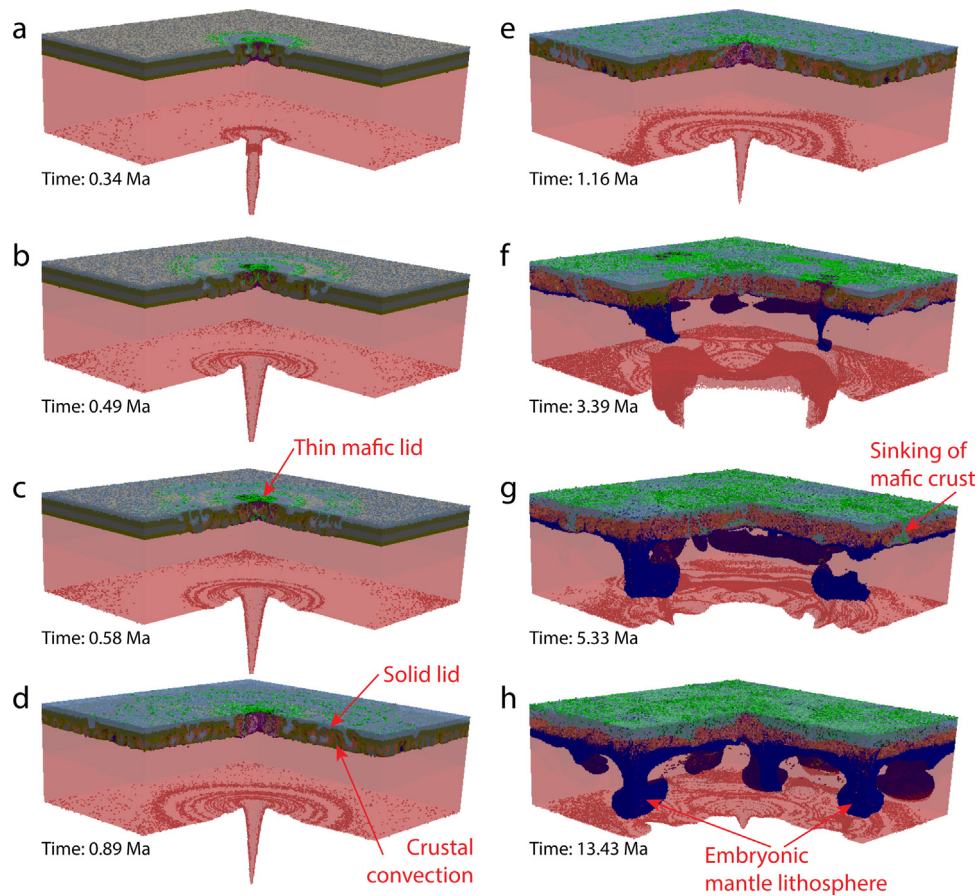 a
Time: 0.34 Ma
b
Time: 0.49 Ma
Thin mafic lid
c
Time: 0.58 Ma
Solid lid
d
Time: 0.89 Ma
Crustal
convection
e
Time: 1.16 Ma
f
Time: 3.39 Ma
Sinking of
mafic crust
g
Time: 5.33 Ma
h
Time: 13.43 Ma
Embryonic
mantle lithosphere